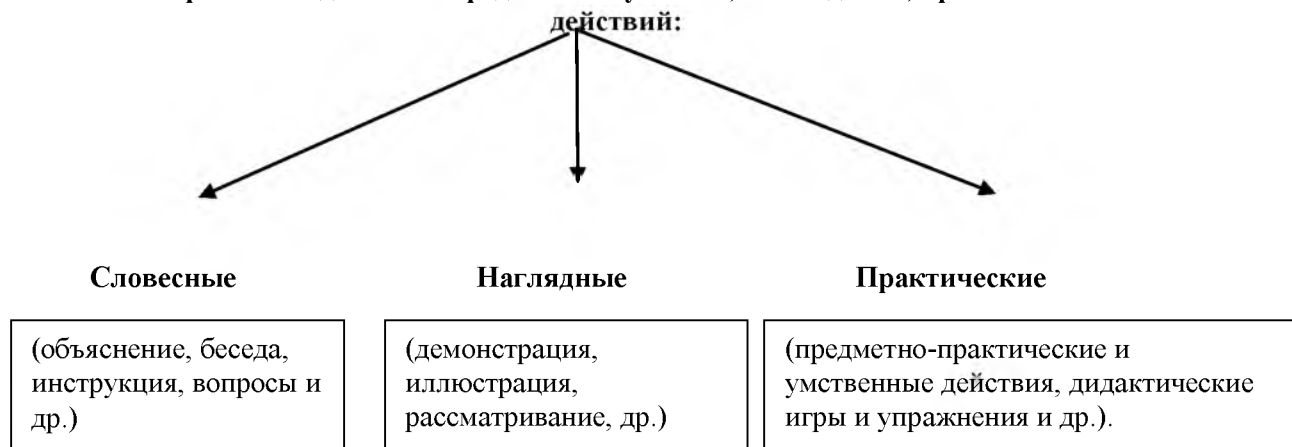 действий:
Словесные
Наглядные
Практические
(объяснение, беседа,
инструкция, вопросы и
др.)
(демонстрация,
иллюстрация,
рассматривание, др.)
(предметно-практические и
умственные действия, дидактические
игры и упражнения и др.).